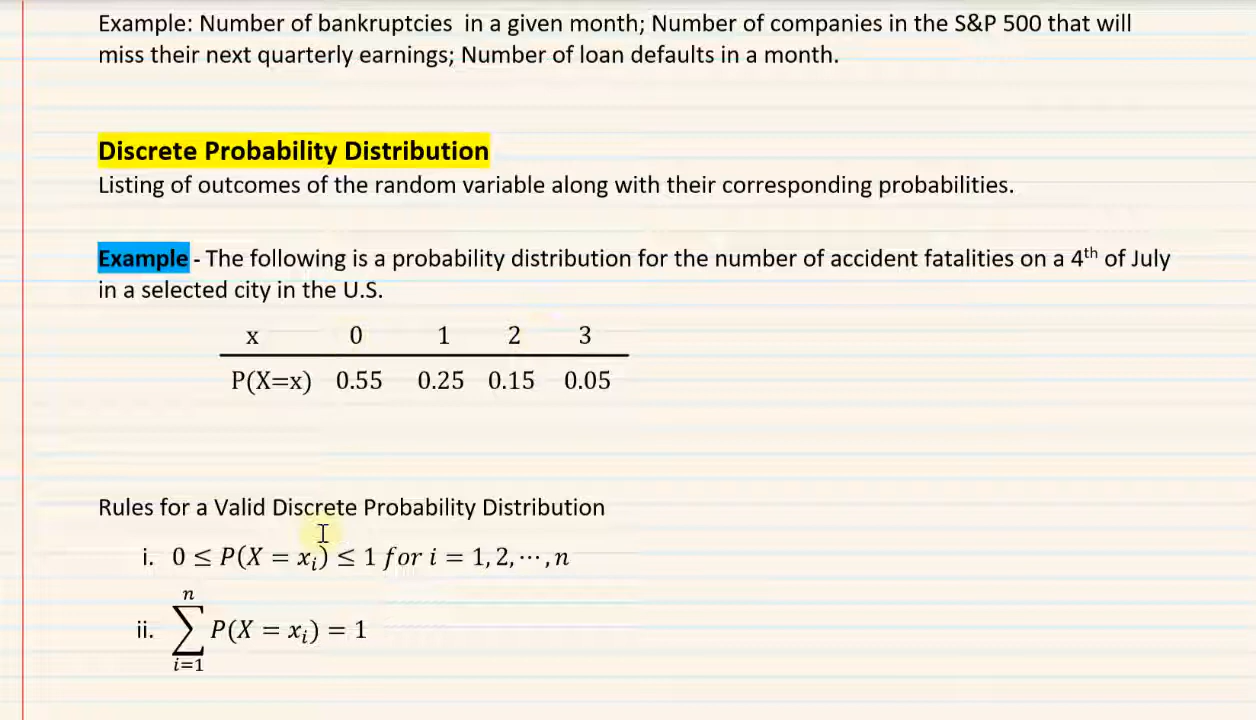 Example: Number of bankruptcies in a given month; Number of companies in the S&P 500 that will
miss their next quarterly earnings; Number of loan defaults in a month.
Discrete Probability Distribution
Listing of outcomes of the random variable along with their corresponding probabilities.
Example - The following is a probability distribution for the number of accident fatalities on a 4th of July
in a selected city in the U.S.
x 0 1 2 3
P(X=x) 0.55 0.25 0.15 0.05
Rules for a Valid Discrete Probability Distribution
i. 0 ≤ P(X = xᵢ) ≤ 1 for i = 1, 2, ⋯ , n
n
ii. ∑ P(X = xᵢ) = 1
i=1